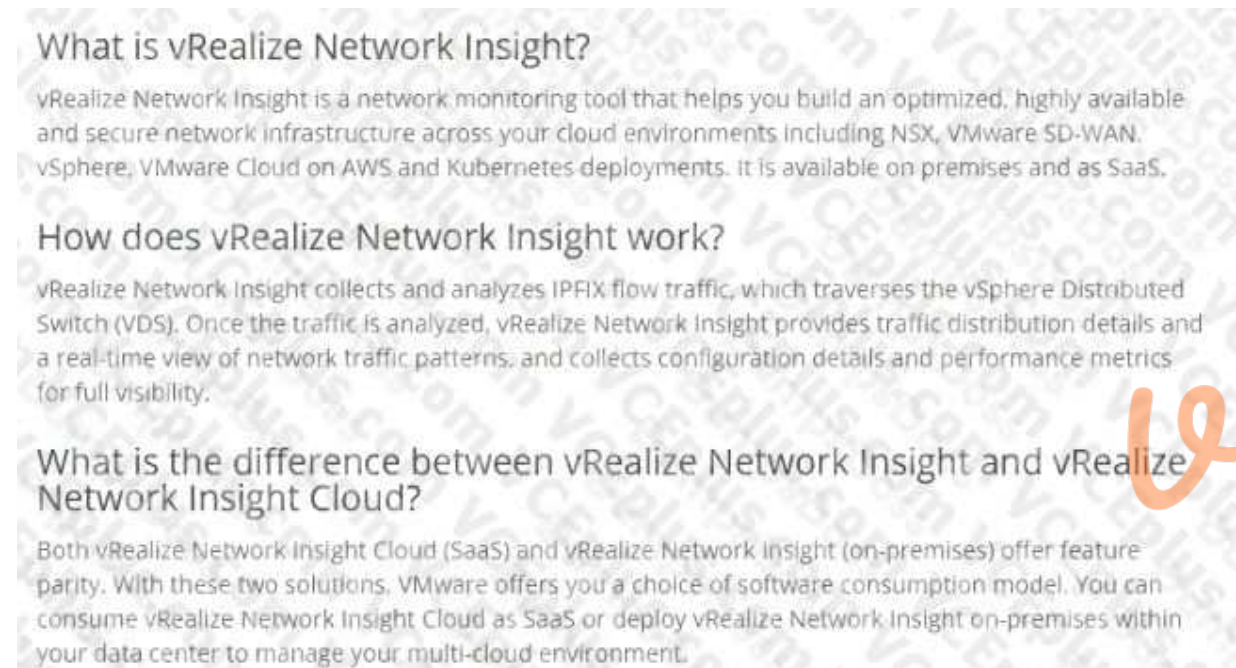 What is vRealize Network Insight?
vRealize Network Insight is a network monitoring tool that helps you build an optimized, highly available
and secure network infrastructure across your cloud environments including NSX, VMware SD-WAN,
vSphere, VMware Cloud on AWS and Kubernetes deployments. It is available on premises and as SaaS.
How does vRealize Network Insight work?
vRealize Network Insight collects and analyzes IPFIX flow traffic, which traverses the vSphere Distributed
Switch (VDS). Once the traffic is analyzed, vRealize Network Insight provides traffic distribution details and
a real-time view of network traffic patterns, and collects configuration details and performance metrics
for full visibility.
What is the difference between vRealize Network Insight and vRealize
Network Insight Cloud?
Both vRealize Network Insight Cloud (SaaS) and vRealize Network Insight (on-premises) offer feature
parity. With these two solutions, VMware offers you a choice of software consumption model. You can
consume vRealize Network Insight Cloud as SaaS or deploy vRealize Network Insight on-premises within
your data center to manage your multi-cloud environment.